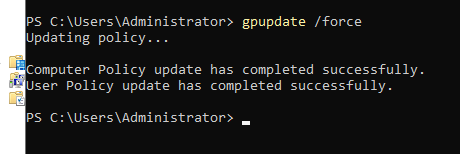 PS C:\Users\Administrator> gpupdate /force
Updating policy...
Computer Policy update has completed successfully.
User Policy update has completed successfully.
PS C:\Users\Administrator>